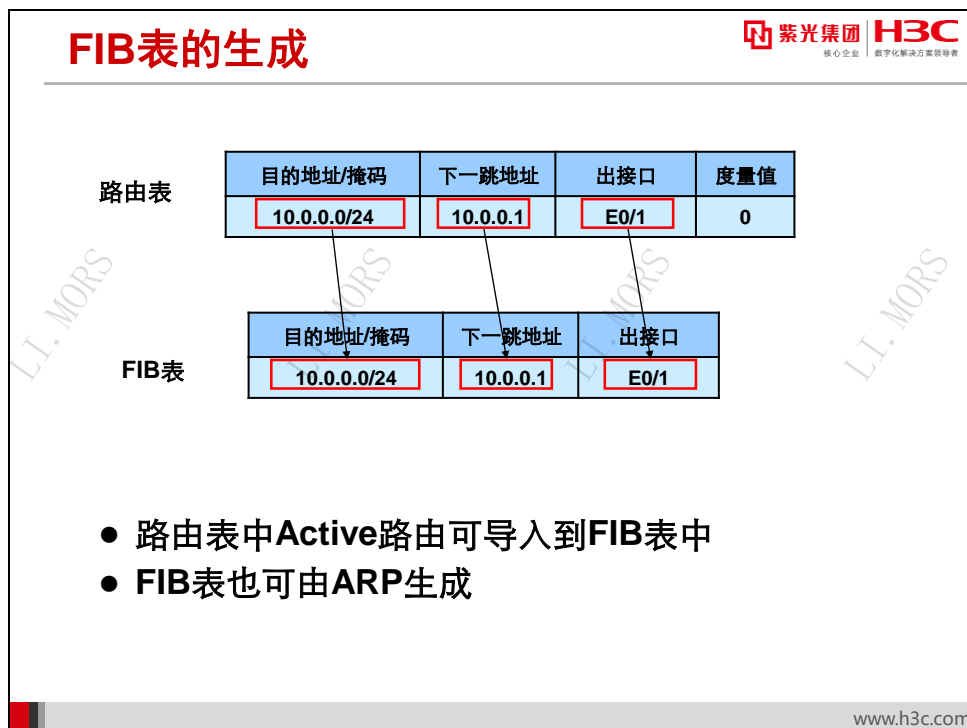 FIB表的生成
紫光集团 H3C
核心企业 数字化解决方案领导者
路由表
目的地址/掩码 下一跳地址 出接口 度量值
10.0.0.0/24 10.0.0.1 E0/1 0
LI.MORS LI.MORS LI.MORS
FIB表
目的地址/掩码 下一跳地址 出接口
10.0.0.0/24 10.0.0.1 E0/1
● 路由表中Active路由可导入到FIB表中
● FIB表也可由ARP生成
www.h3c.com